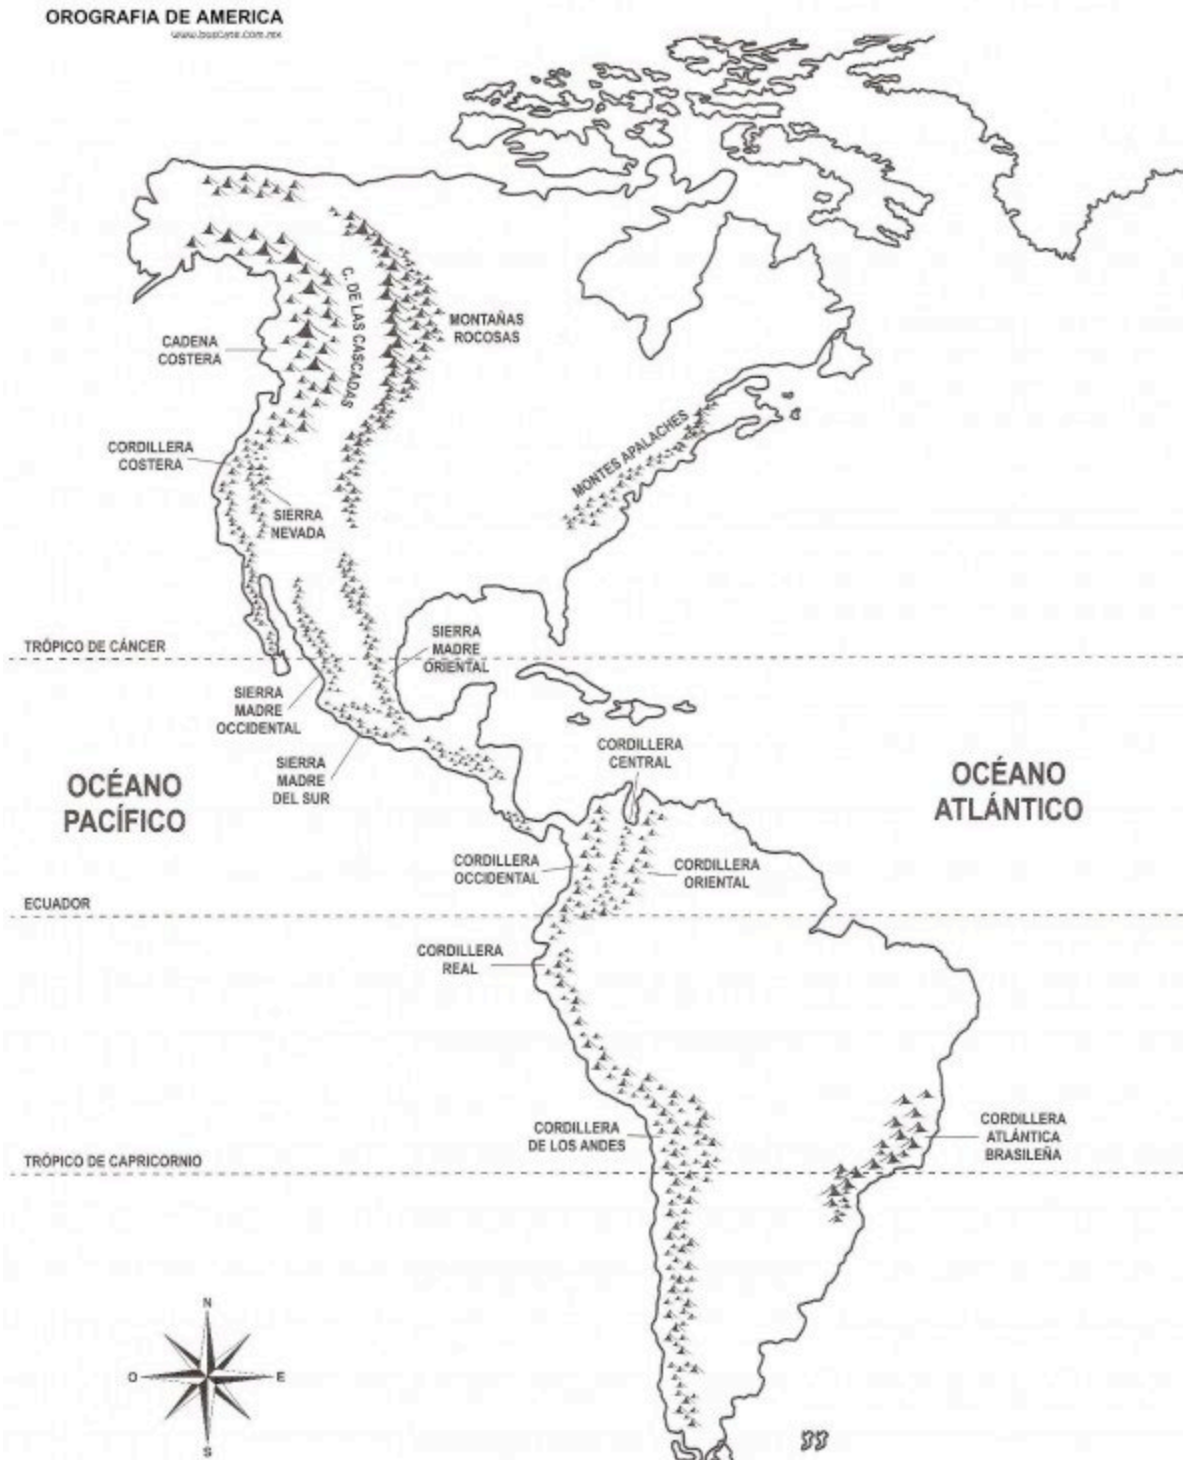 OROGRAFIA DE AMERICA
C. DE LAS CASCADAS
MONTAÑAS
ROCOSAS
CADENA
COSTERA
MONTES APALACHES
CORDILLERA
COSTERA
SIERRA
NEVADA
TRÓPICO DE CÁNCER
SIERRA
MADRE
ORIENTAL
SIERRA
MADRE
OCCIDENTAL
SIERRA
MADRE
DEL SUR
CORDILLERA
CENTRAL
OCÉANO
PACÍFICO
OCÉANO
ATLÁNTICO
CORDILLERA
OCCIDENTAL
CORDILLERA
ORIENTAL
ECUADOR
CORDILLERA
REAL
CORDILLERA
DE LOS ANDES
CORDILLERA
ATLÁNTICA
BRASILEÑA
TRÓPICO DE CAPRICORNIO
N
O
E
S